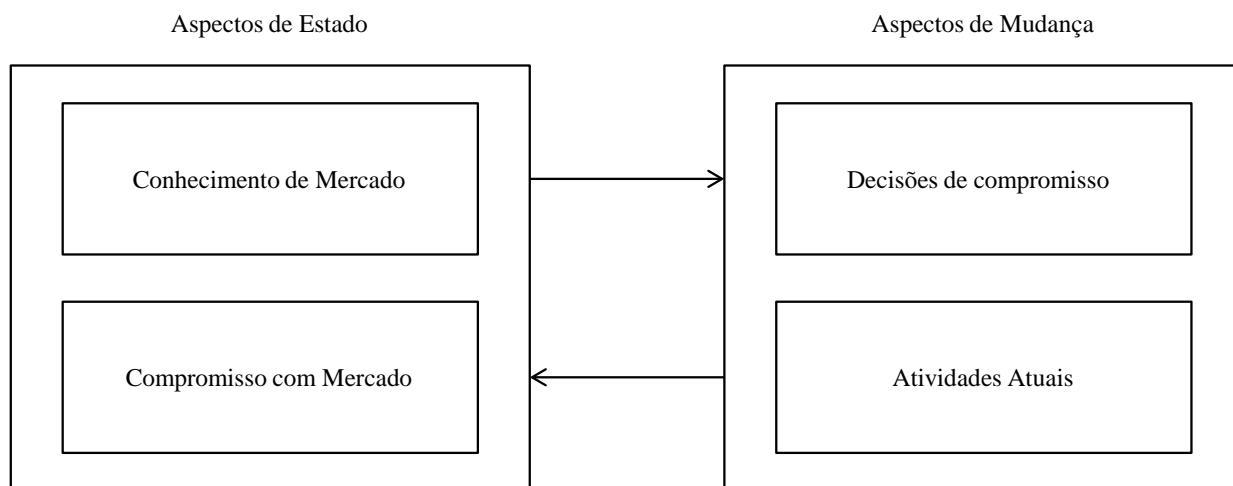 Aspectos de Estado
Aspectos de Mudança
Conhecimento de Mercado
Decisões de compromisso
Compromisso com Mercado
Atividades Atuais